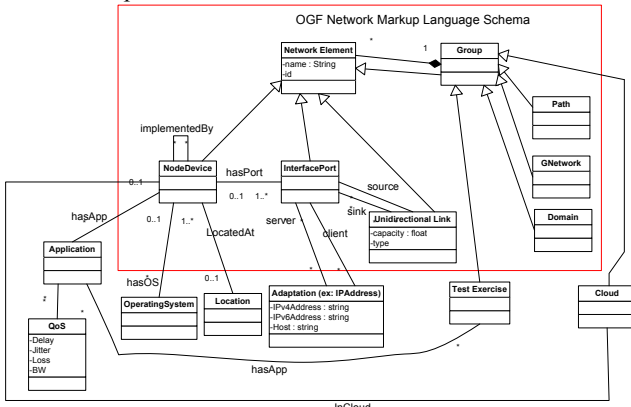 OGF Network Markup Language Schema
Network Element
-name : String
-id
*
1
Group
Path
GNetwork
Domain
implementedBy
* *
NodeDevice
0..1
hasPort
0..1 1..*
InterfacePort
source
sink
*
Unidirectional Link
-capacity : float
-type
hasApp
0..1
1..*
LocatedAt
server
client
Application
*
hasOS
0..1
* *
OperatingSystem
Location
Adaptation (ex: IPAddress)
-IPv4Address : string
-IPv6Address : string
-Host : string
Test Exercise
Cloud
*
*
QoS
-Delay
-Jitter
-Loss
-BW
hasApp
*
InCloud